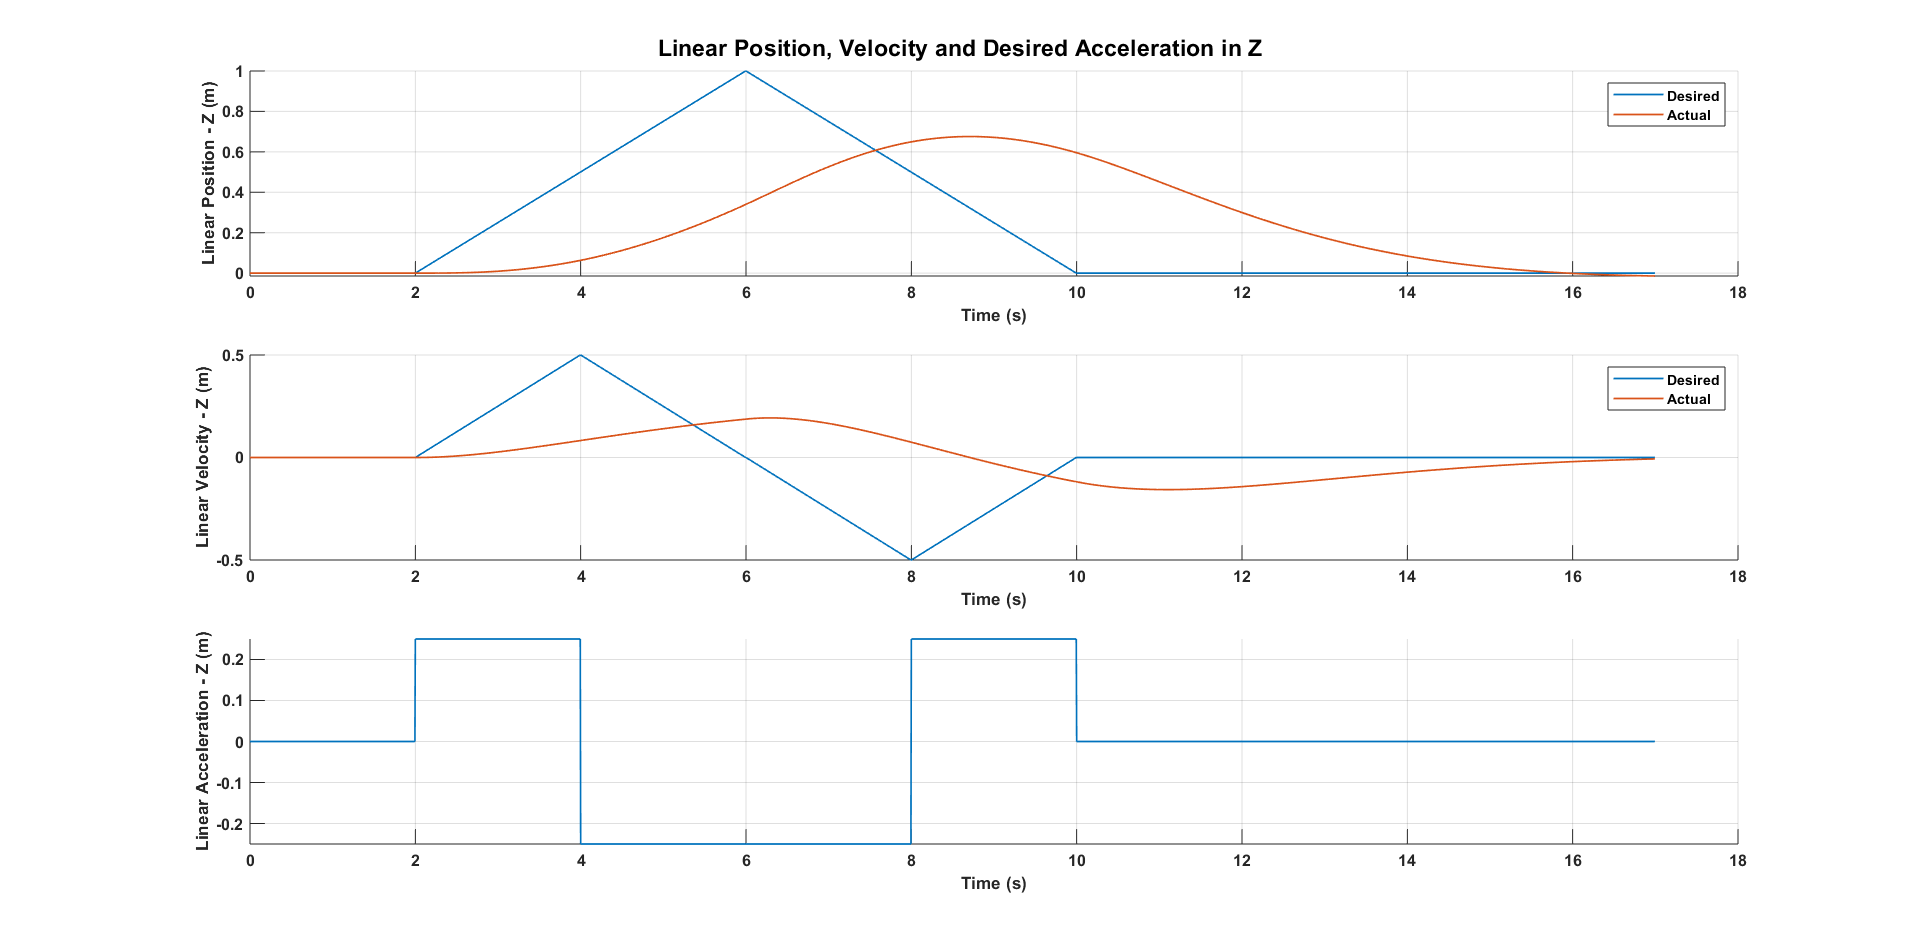 Linear Position, Velocity and Desired Acceleration in Z
Linear Position - Z (m)
1
0.8
0.6
0.4
0.2
0
Desired
Actual
0 2 4 6 8 10 12 14 16 18
Time (s)
Linear Velocity - Z (m)
0.5
0
-0.5
Desired
Actual
0 2 4 6 8 10 12 14 16 18
Time (s)
Linear Acceleration - Z (m)
0.2
0.1
0
-0.1
-0.2
0 2 4 6 8 10 12 14 16 18
Time (s)